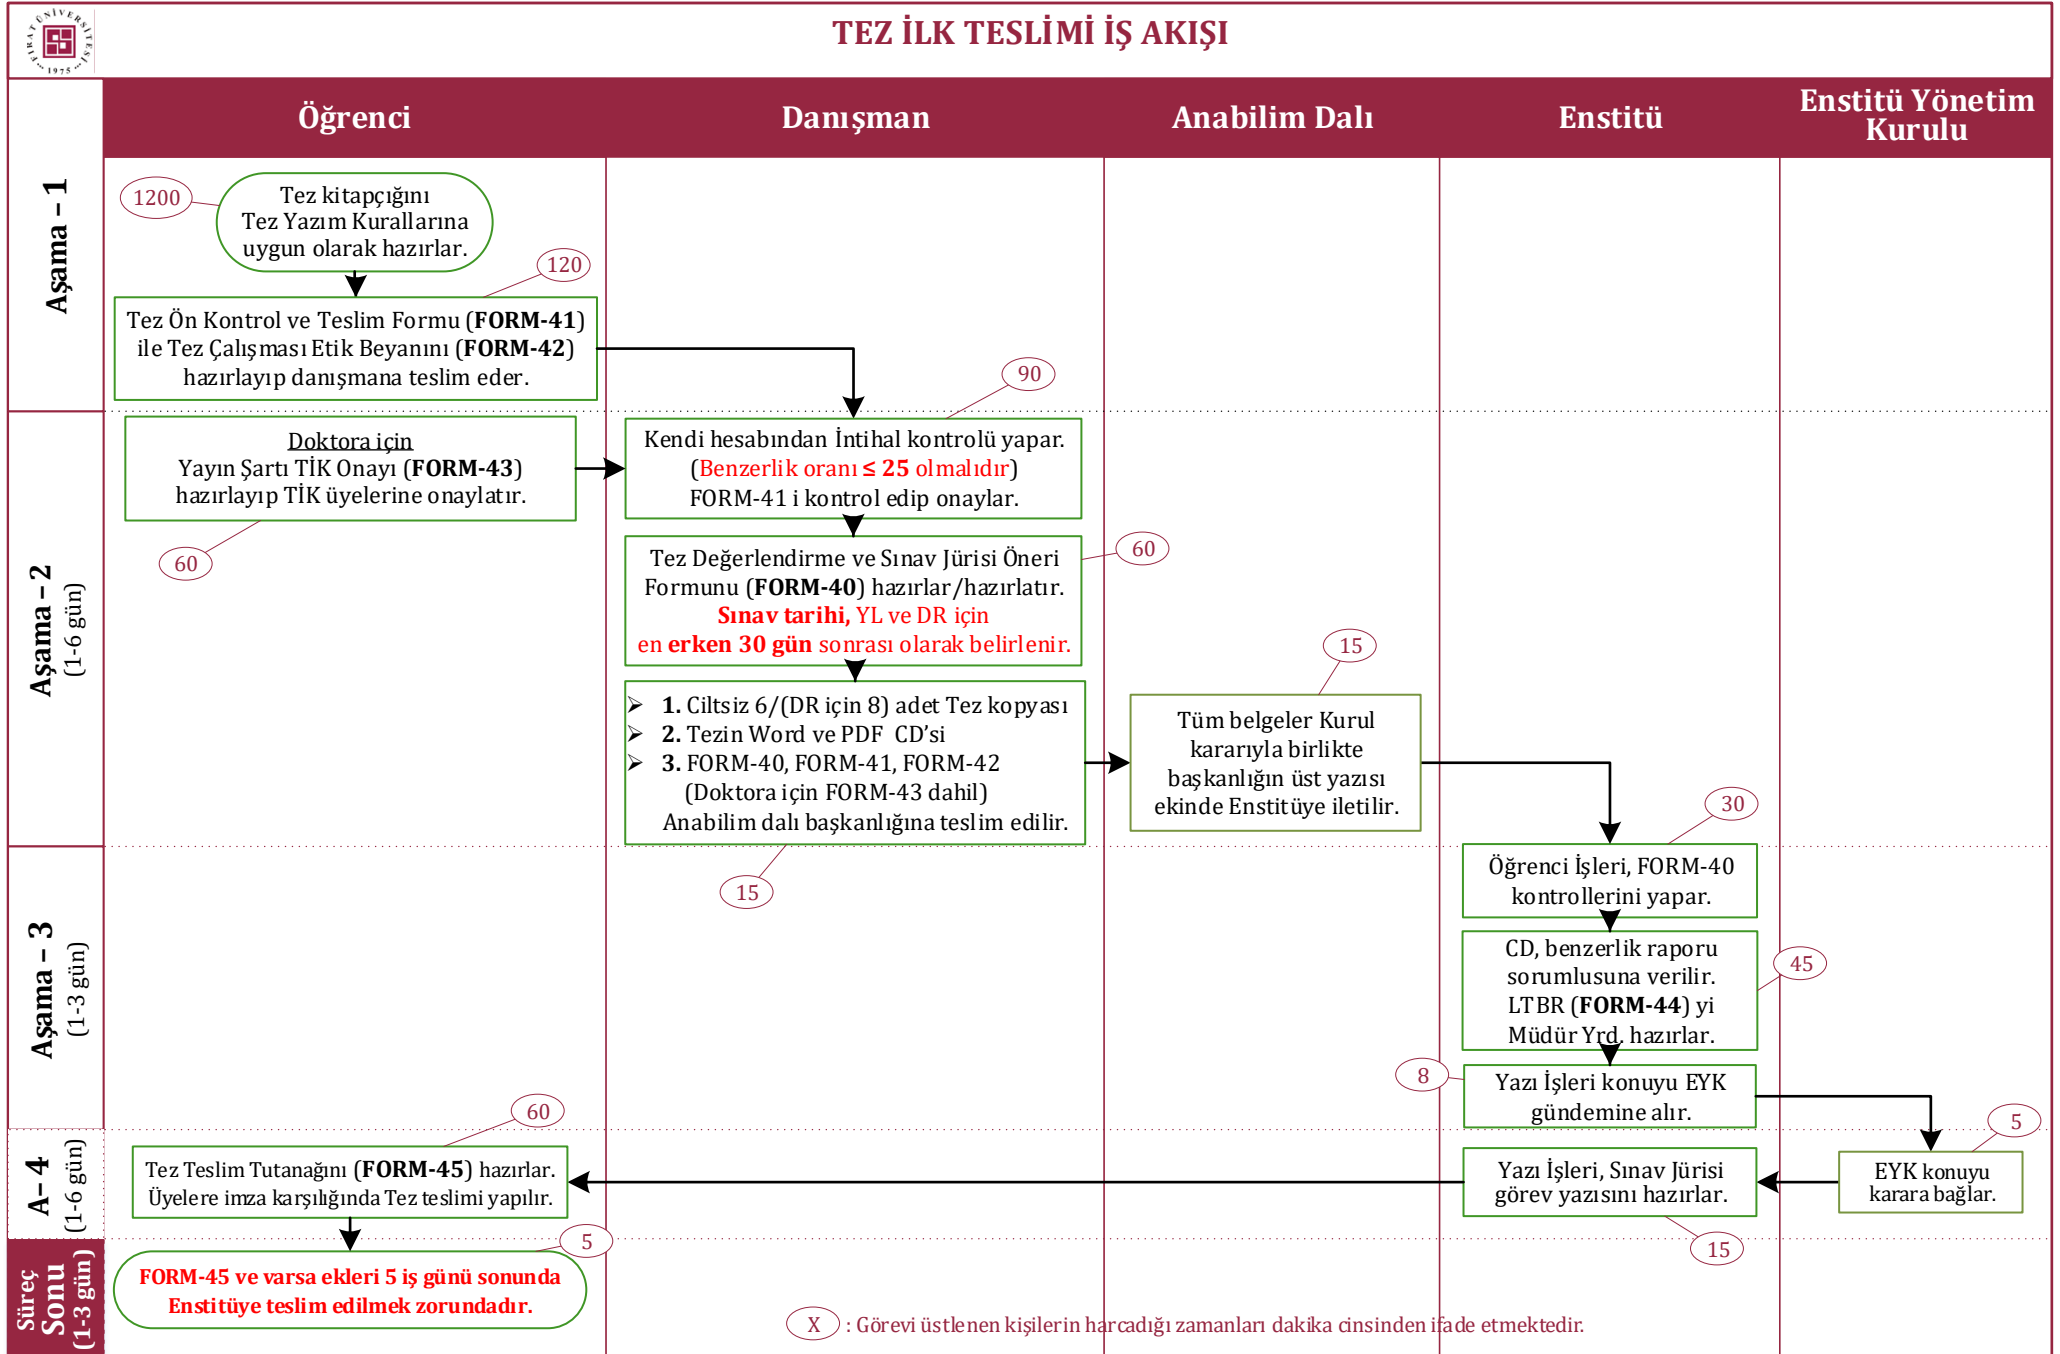 FIRAT ÜNİVERSİTESİ
1975
TEZ İLK TESLİMİ İŞ AKIŞI
Öğrenci
Danışman
Anabilim Dalı
Enstitü
Enstitü Yönetim
Kurulu
Aşama – 1
1200
Tez kitapçığını
Tez Yazım Kurallarına
uygun olarak hazırlar.
120
Tez Ön Kontrol ve Teslim Formu (FORM-41)
ile Tez Çalışması Etik Beyanını (FORM-42)
hazırlayıp danışmana teslim eder.
Aşama – 2
(1-6 gün)
Doktora için
Yayın Şartı TİK Onayı (FORM-43)
hazırlayıp TİK üyelerine onaylatır.
60
90
Kendi hesabından İntihal kontrolü yapar.
(Benzerlik oranı ≤ 25 olmalıdır)
FORM-41 i kontrol edip onaylar.
60
Tez Değerlendirme ve Sınav Jürisi Öneri
Formunu (FORM-40) hazırlar/hazırlatır.
Sınav tarihi, YL ve DR için
en erken 30 gün sonrası olarak belirlenir.
➢ 1. Ciltsiz 6/(DR için 8) adet Tez kopyası
➢ 2. Tezin Word ve PDF CD’si
➢ 3. FORM-40, FORM-41, FORM-42
(Doktora için FORM-43 dahil)
Anabilim dalı başkanlığına teslim edilir.
15
15
Tüm belgeler Kurul
kararıyla birlikte
başkanlığın üst yazısı
ekinde Enstitüye iletilir.
Aşama – 3
(1-3 gün)
30
Öğrenci İşleri, FORM-40
kontrollerini yapar.
45
CD, benzerlik raporu
sorumlusuna verilir.
LTBR (FORM-44) yi
Müdür Yrd. hazırlar.
8
Yazı İşleri konuyu EYK
gündemine alır.
A– 4
(1-6 gün)
5
EYK konuyu
karara bağlar.
Yazı İşleri, Sınav Jürisi
görev yazısını hazırlar.
15
60
Tez Teslim Tutanağını (FORM-45) hazırlar.
Üyelere imza karşılığında Tez teslimi yapılır.
Süreç
Sonu
(1-3 gün)
5
FORM-45 ve varsa ekleri 5 iş günü sonunda
Enstitüye teslim edilmek zorundadır.
X : Görevi üstlenen kişilerin harcadığı zamanları dakika cinsinden ifade etmektedir.